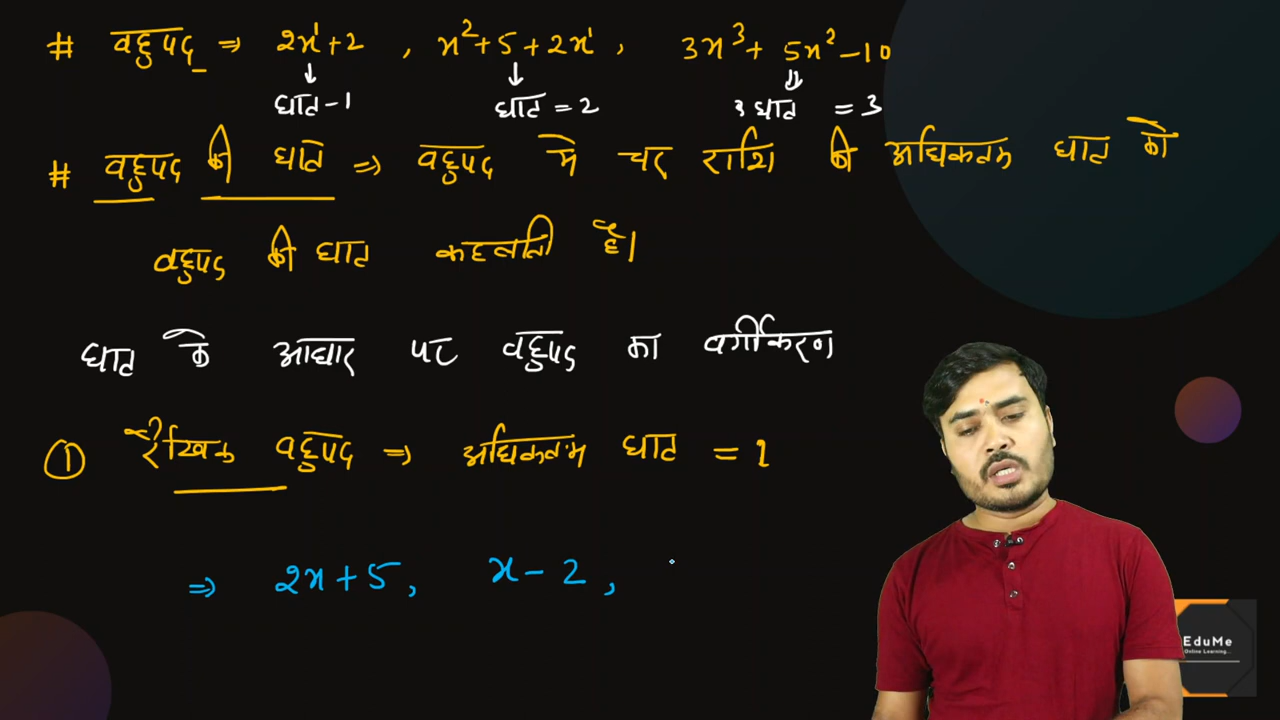 # बहुपद ⇒ 2x¹+2 , x²+5+2x¹, 3x³+5x²-10
↓ ↓ ⇓
घात-1 घात=2 3 घात = 3
# बहुपद की घात ⇒ बहुपद में चर राशि की अधिकतम घात को
बहुपद की घात कहलाती है।
घात के आधार पर बहुपद का वर्गीकरण
① रैखिक बहुपद ⇒ अधिकतम घात = 1
⇒ 2x+5, x-2,
EduMe
Online Learning...